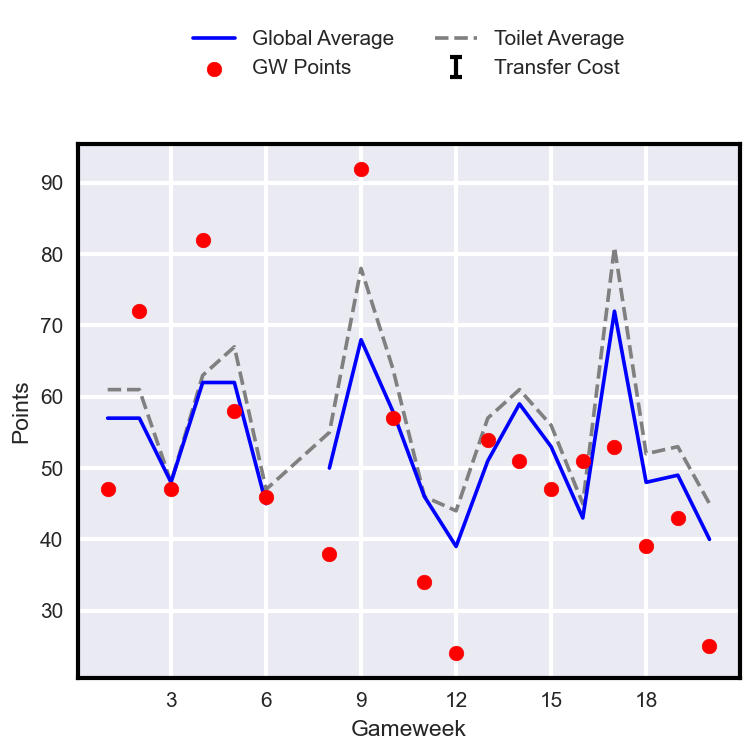 Global Average
Toilet Average
GW Points
Transfer Cost
90
80
70
60
50
40
30
Points
3
6
9
12
15
18
Gameweek